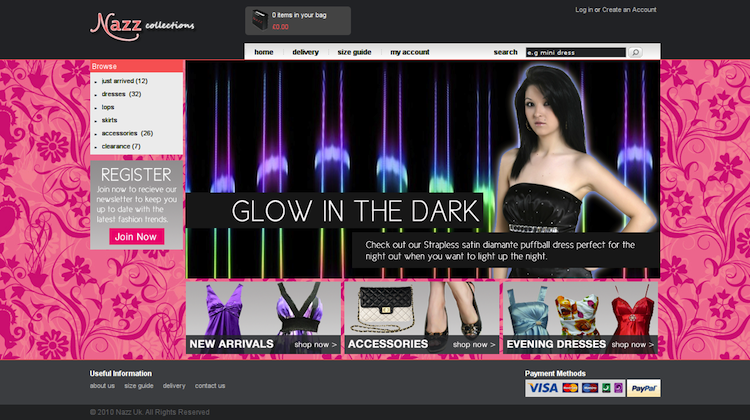 Nazz collections
0 items in your bag
£0.00
Log in or Create an Account
home
delivery
size guide
my account
search
e.g mini dress
Browse
just arrived (12)
dresses (32)
tops
skirts
accessories (26)
clearance (7)
REGISTER
Join now to recieve our
newsletter to keep you
up to date with the
latest fashion trends.
Join Now
GLOW IN THE DARK
Check out our Strapless satin diamante puffball dress perfect for the
night out when you want to light up the night.
NEW ARRIVALS
shop now >
ACCESSORIES
shop now >
EVENING DRESSES
shop now >
Useful Information
about us
size guide
delivery
contact us
Payment Methods
VISA
PayPal
© 2010 Nazz Uk. All Rights Reserved